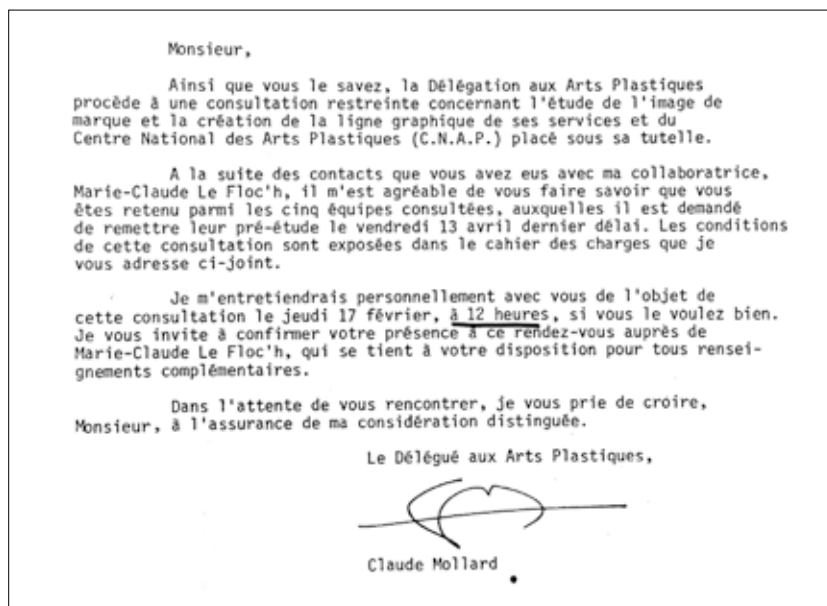 Monsieur,
Ainsi que vous le savez, la Délégation aux Arts Plastiques
procède à une consultation restreinte concernant l'étude de l'image de
marque et la création de la ligne graphique de ses services et du
Centre National des Arts Plastiques (C.N.A.P.) placé sous sa tutelle.
A la suite des contacts que vous avez eus avec ma collaboratrice,
Marie-Claude Le Floc'h, il m'est agréable de vous faire savoir que vous
êtes retenu parmi les cinq équipes consultées, auxquelles il est demandé
de remettre leur pré-étude le vendredi 13 avril dernier délai. Les conditions
de cette consultation sont exposées dans le cahier des charges que je
vous adresse ci-joint.
Je m'entretiendrais personnellement avec vous de l'objet de
cette consultation le jeudi 17 février, à 12 heures, si vous le voulez bien.
Je vous invite à confirmer votre présence à ce rendez-vous auprès de
Marie-Claude Le Floc'h, qui se tient à votre disposition pour tous rensei-
gnements complémentaires.
Dans l'attente de vous rencontrer, je vous prie de croire,
Monsieur, à l'assurance de ma considération distinguée.
Le Délégué aux Arts Plastiques,
Claude Mollard